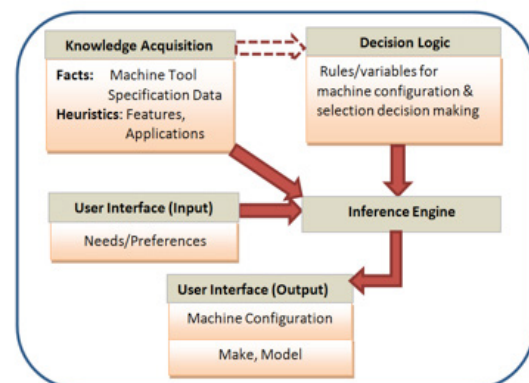 Knowledge Acquisition
Facts: Machine Tool
Specification Data
Heuristics: Features,
Applications
Decision Logic
Rules/variables for
machine configuration &
selection decision making
User Interface (Input)
Needs/Preferences
Inference Engine
User Interface (Output)
Machine Configuration
Make, Model